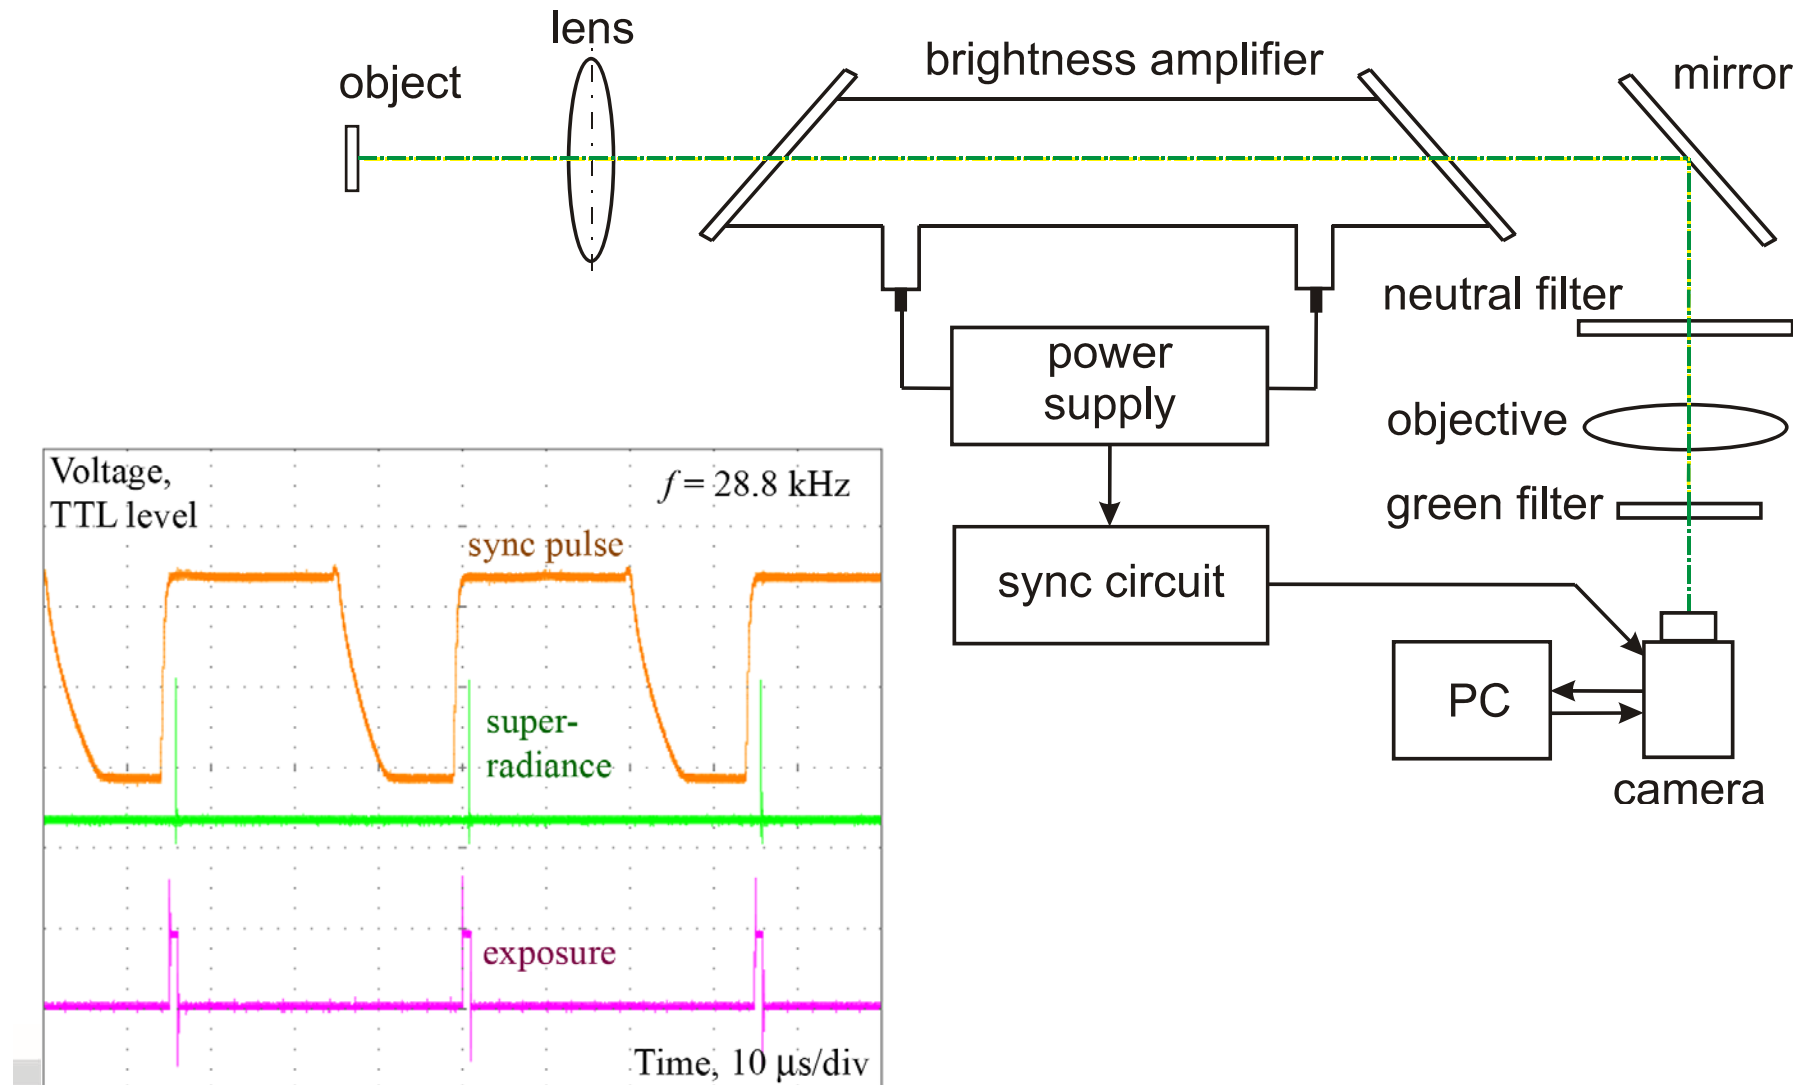 lens
object
brightness amplifier
mirror
neutral filter
power
supply
objective
green filter
sync circuit
PC
camera
Voltage,
TTL level
f = 28.8 kHz
sync pulse
super-
radiance
exposure
Time, 10 μs/div